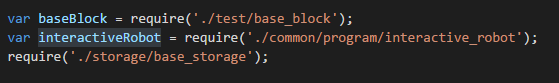 var baseBlock = require('./test/base_block');
var interactiveRobot = require('./common/program/interactive_robot');
require('./storage/base_storage');